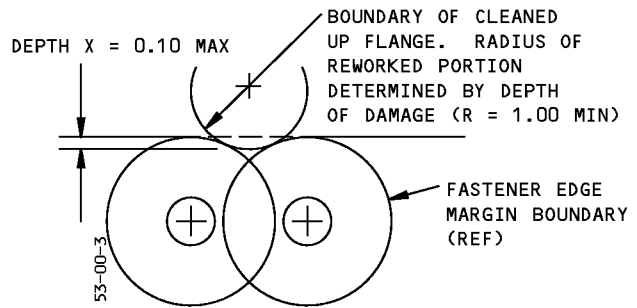 BOUNDARY OF CLEANED
UP FLANGE. RADIUS OF
REWORKED PORTION
DETERMINED BY DEPTH
OF DAMAGE (R = 1.00 MIN)
DEPTH X = 0.10 MAX
FASTENER EDGE
MARGIN BOUNDARY
(REF)
53-00-3